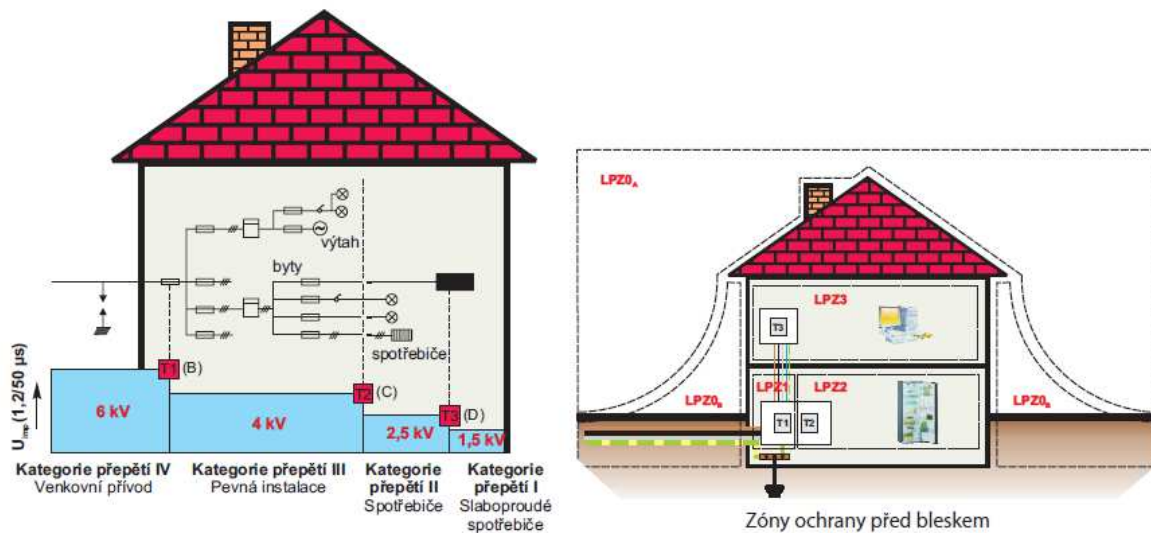 výtah
byty
spotřebiče
U imp (1,2/50 µs)
T1 (B)
T2 (C)
T3 (D)
6 kV
4 kV
2,5 kV
1,5 kV
Kategorie přepětí IV
Venkovní přívod
Kategorie přepětí III
Pevná instalace
Kategorie
přepětí II
Spotřebiče
Kategorie
přepětí I
Slaboproudé
spotřebiče
LPZ0A
LPZ3
T3
LPZ1
LPZ2
T1
T2
LPZ0B
LPZ0B
Zóny ochrany před bleskem